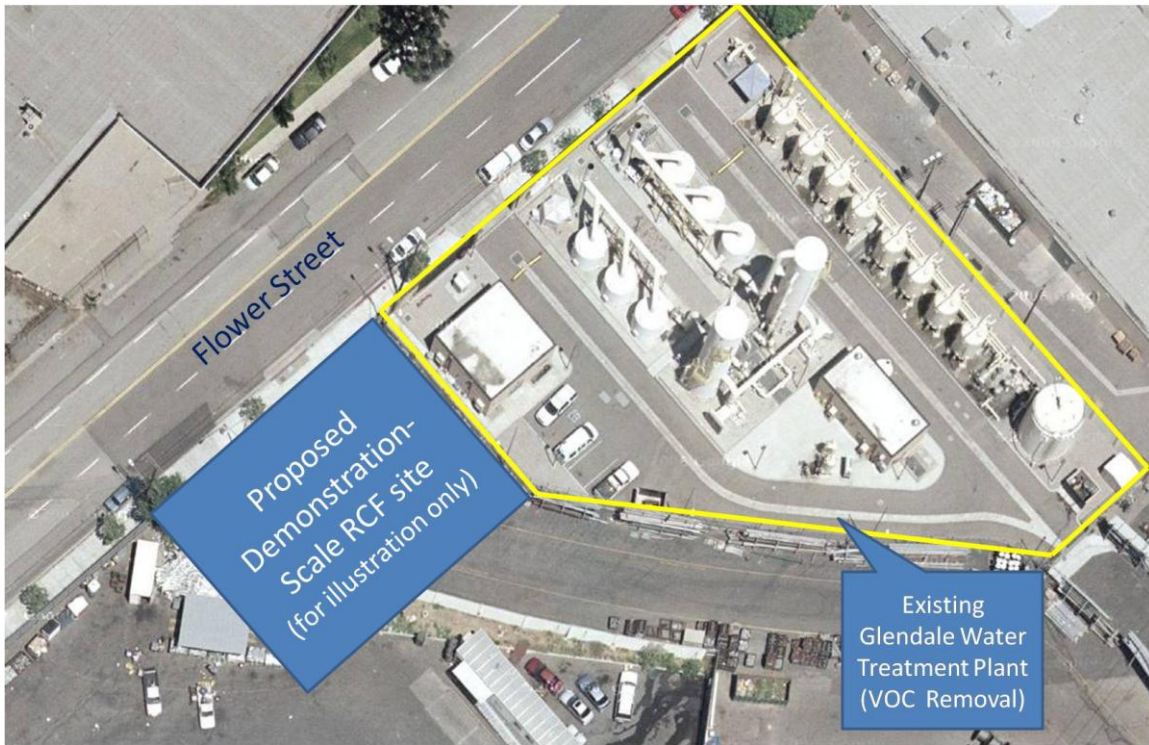 Flower Street
Proposed
Demonstration-
Scale RCF site
(for illustration only)
Existing
Glendale Water
Treatment Plant
(VOC Removal)